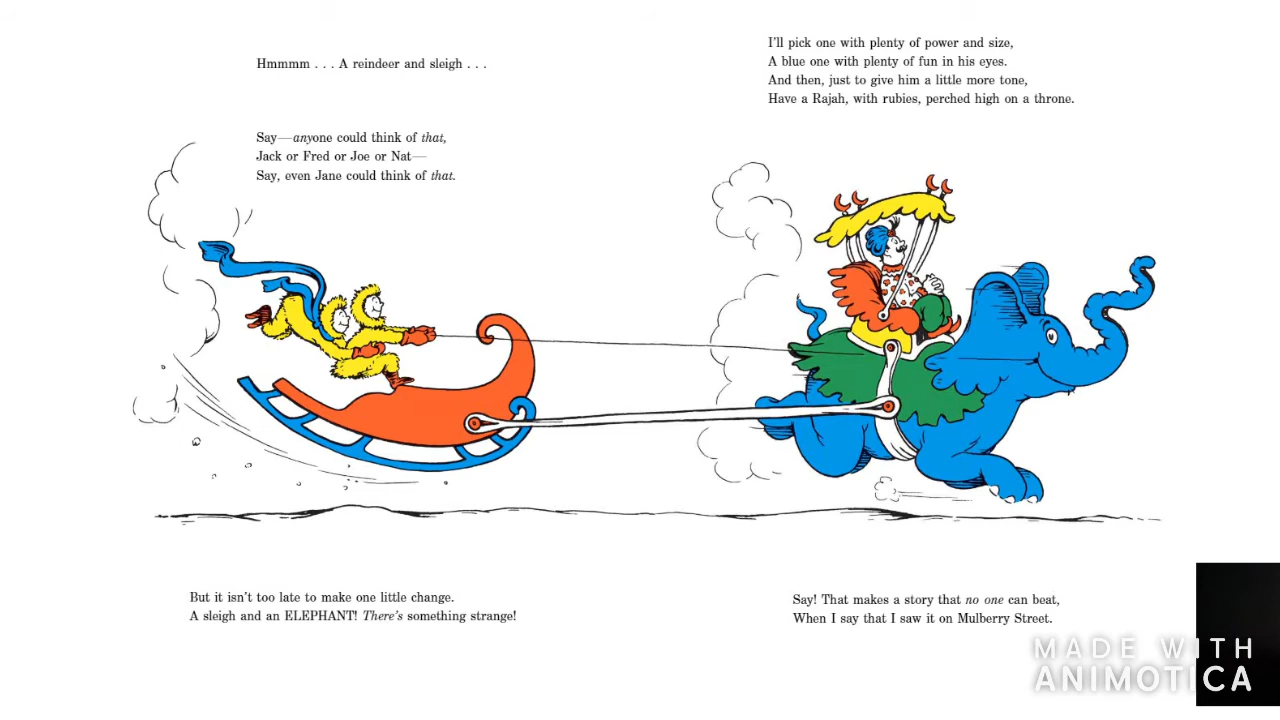 Hmmmm . . . A reindeer and sleigh . . .
Say—anyone could think of that,
Jack or Fred or Joe or Nat—
Say, even Jane could think of that.
But it isn't too late to make one little change.
A sleigh and an ELEPHANT! There's something strange!
I'll pick one with plenty of power and size,
A blue one with plenty of fun in his eyes.
And then, just to give him a little more tone,
Have a Rajah, with rubies, perched high on a throne.
Say! That makes a story that no one can beat,
When I say that I saw it on Mulberry Street.
MADE WITH
ANIMOTICA